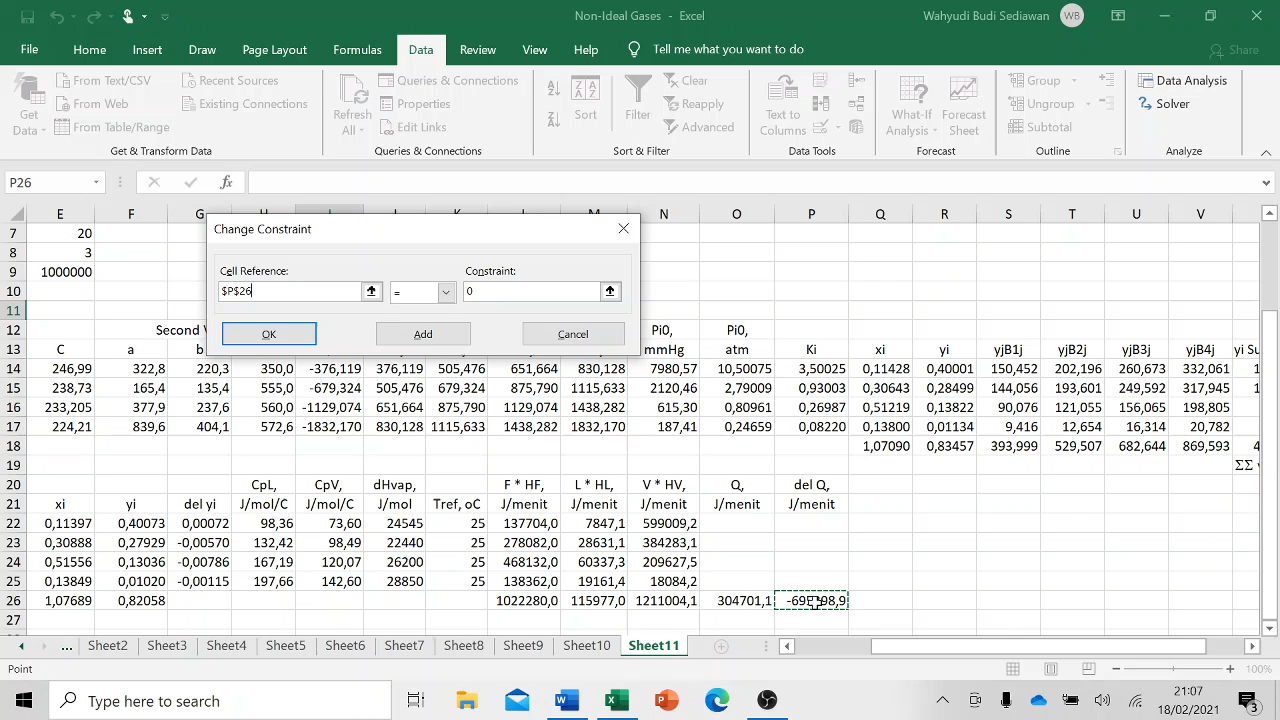 Non-Ideal Gases - Excel
Wahyudi Budi Sediawan WB
File Home Insert Draw Page Layout Formulas Data Review View Help Tell me what you want to do Share
From Text/CSV Recent Sources Queries & Connections Clear Group Data Analysis
From Web Existing Connections Properties Reapply Ungroup Solver
From Table/Range Edit Links Advanced Subtotal
Get Data Refresh All Sort Filter Text to Columns What-If Analysis Forecast Sheet
Get & Transform Data Queries & Connections Sort & Filter Data Tools Forecast Outline Analyze
P26 fx
E F G H I J K L M N O P Q R S T U V
Change Constraint
Cell Reference: Constraint:
$P$26 = 0
OK Add Cancel
7 20
8 3
9 1000000
10
11
12 Second V Pi0, Pi0,
13 C a b mmHg atm Ki xi yi yjB1j yjB2j yjB3j yjB4j yi Su
14 246,99 322,8 220,3 350,0 -376,119 376,119 505,476 651,664 830,128 7980,57 10,50075 3,50025 0,11428 0,40001 150,452 202,196 260,673 332,061
15 238,73 165,4 135,4 555,0 -679,324 505,476 679,324 875,790 1115,633 2120,46 2,79009 0,93003 0,30643 0,28499 144,056 193,601 249,592 317,945
16 233,205 377,9 237,6 560,0 -1129,074 651,664 875,790 1129,074 1438,282 615,30 0,80961 0,26987 0,51219 0,13822 90,076 121,055 156,065 198,805
17 224,21 839,6 404,1 572,6 -1832,170 830,128 1115,633 1438,282 1832,170 187,41 0,24659 0,08220 0,13800 0,01134 9,416 12,654 16,314 20,782
18 1,07090 0,83457 393,999 529,507 682,644 869,593 4
19 ΣΣ
20 CpL, CpV, dHvap, F * HF, L * HL, V * HV, Q, del Q,
21 xi yi del yi J/mol/C J/mol/C J/mol Tref, oC J/menit J/menit J/menit J/menit J/menit
22 0,11397 0,40073 0,00072 98,36 73,60 24545 25 137704,0 7847,1 599009,2
23 0,30888 0,27929 -0,00570 132,42 98,49 22440 25 278082,0 28631,1 384283,1
24 0,51556 0,13036 -0,00786 167,19 120,07 26200 25 468132,0 60337,3 209627,5
25 0,13849 0,01020 -0,00115 197,66 142,60 28850 25 138362,0 19161,4 18084,2
26 1,07689 0,82058 1022280,0 115977,0 1211004,1 304701,1
27
... Sheet2 Sheet3 Sheet4 Sheet5 Sheet6 Sheet7 Sheet8 Sheet9 Sheet10 Sheet11
Point 100%
Type here to search 21:07
18/02/2021 3